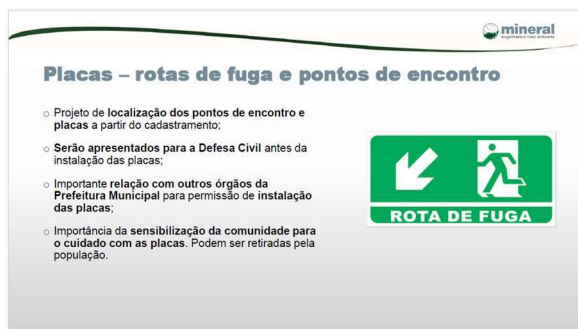 mineral
engenharia e meio ambiente
Placas – rotas de fuga e pontos de encontro
Projeto de localização dos pontos de encontro e
placas a partir do cadastramento;
Serão apresentados para a Defesa Civil antes da
instalação das placas;
Importante relação com outros órgãos da
Prefeitura Municipal para permissão de instalação
das placas;
Importância da sensibilização da comunidade para
o cuidado com as placas. Podem ser retiradas pela
população.
ROTA DE FUGA